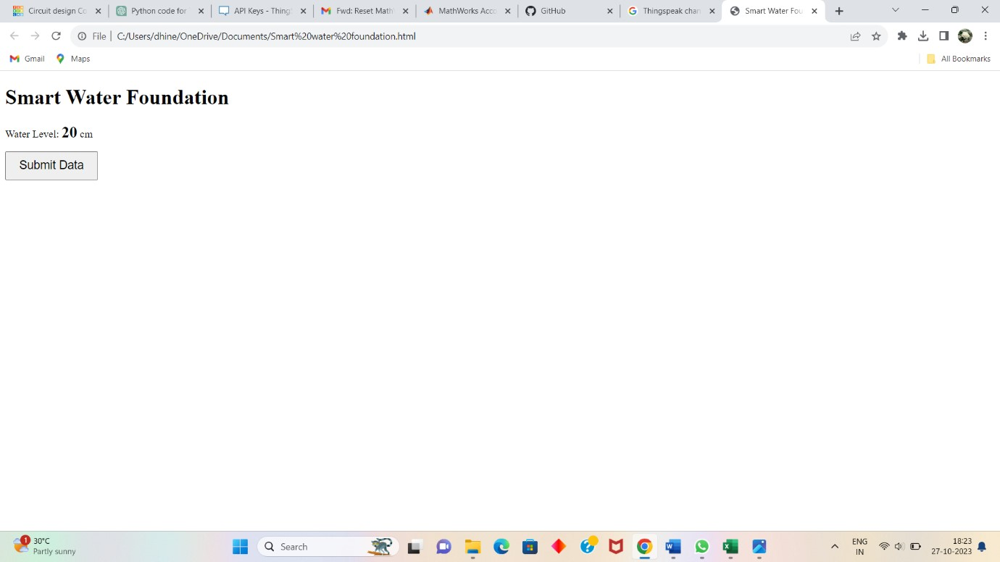 Circuit design Co
Python code for
API Keys - Thing
Fwd: Reset Math
MathWorks Acco
GitHub
Thingspeak chan
Smart Water Fou
File
C:/Users/dhine/OneDrive/Documents/Smart%20water%20foundation.html
Gmail
Maps
All Bookmarks
Smart Water Foundation
Water Level: 20 cm
Submit Data
1
30°C
Partly sunny
Search
ENG
IN
18:23
27-10-2023